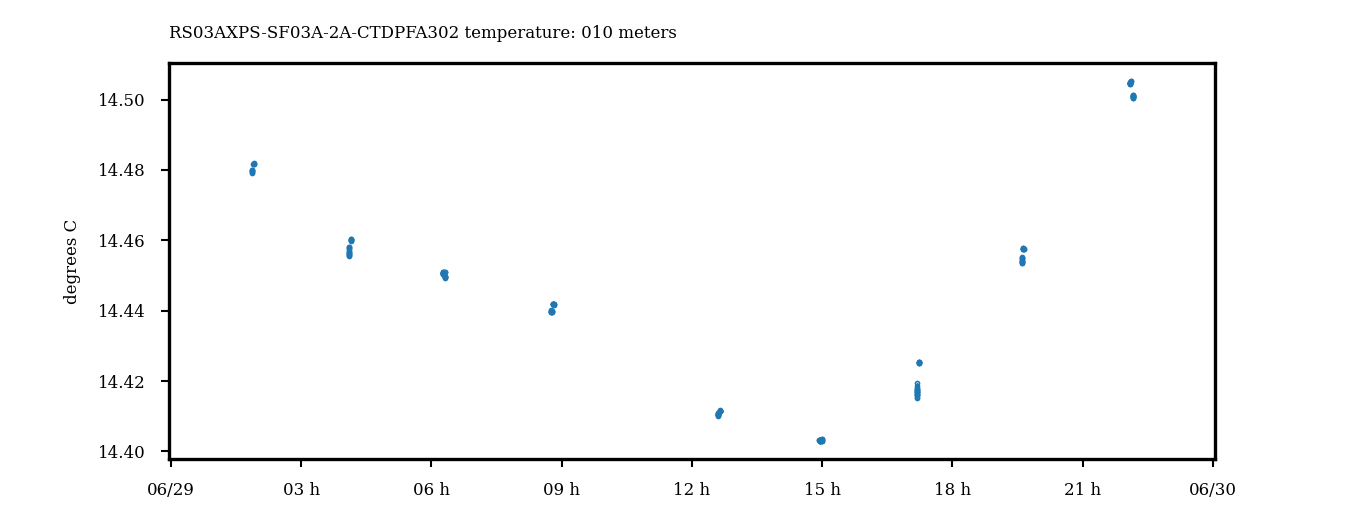 RS03AXPS-SF03A-2A-CTDPFA302 temperature: 010 meters
degrees C
14.50
14.48
14.46
14.44
14.42
14.40
06/29
03 h
06 h
09 h
12 h
15 h
18 h
21 h
06/30